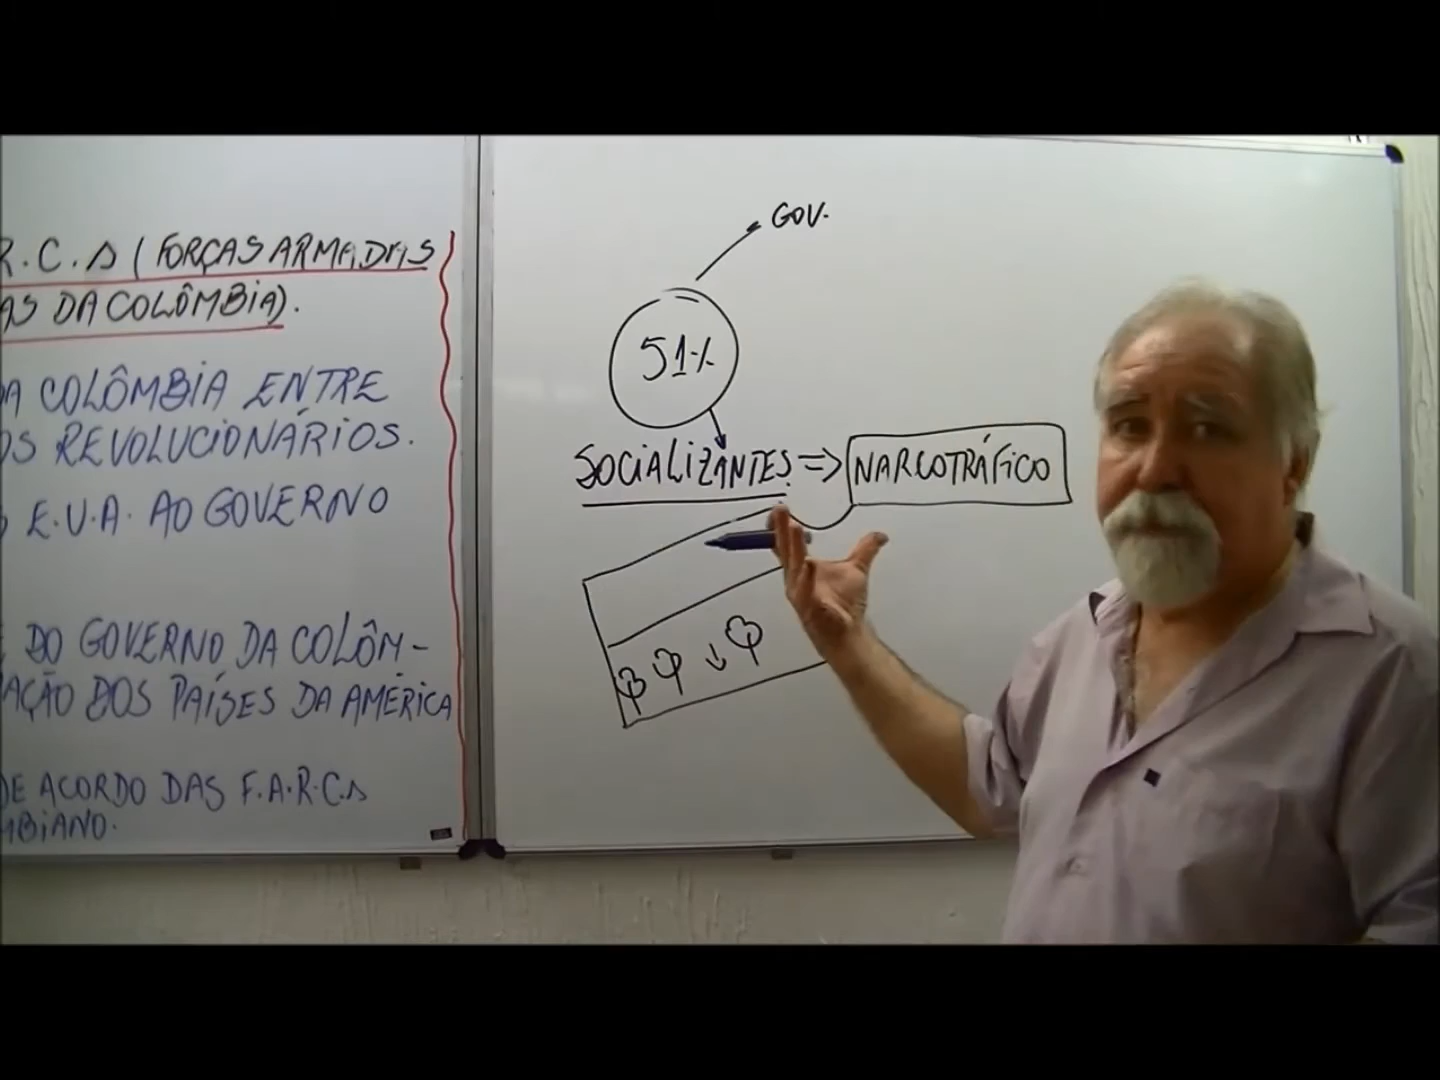 R.C.s (FORÇAS ARMADAS
AS DA COLÔMBIA).
DA COLÔMBIA ENTRE
OS REVOLUCIONÁRIOS.
E.U.A. AO GOVERNO
DO GOVERNO DA COLÔM-
AÇÃO DOS PAÍSES DA AMÉRICA
DE ACORDO DAS F.A.R.C.s
MBIANO.
GOV.
51%
SOCIALIZANTES => NARCOTRÁFICO